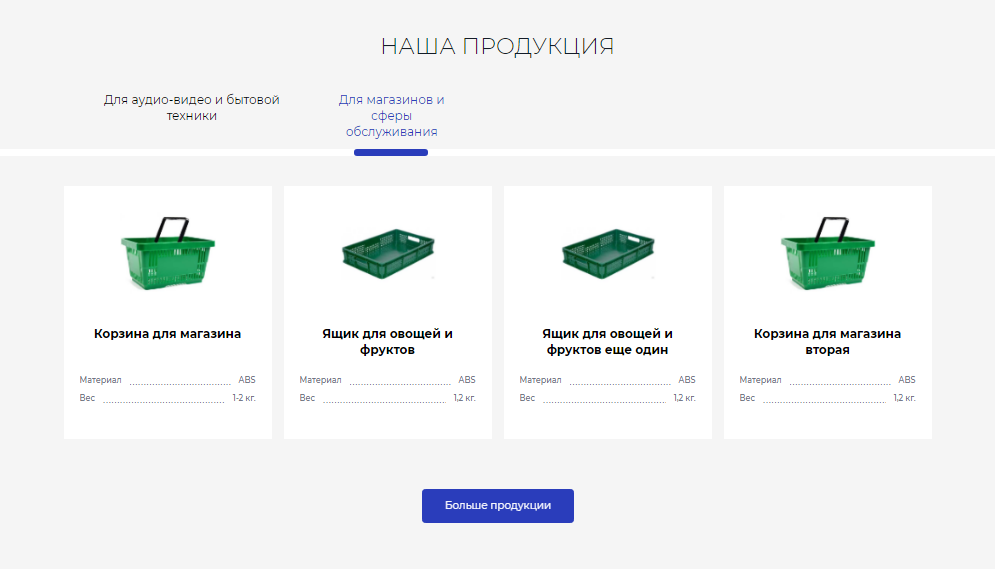 НАША ПРОДУКЦИЯ
Для аудио-видео и бытовой
техники
Для магазинов и
сферы
обслуживания
Корзина для магазина
Материал ABS
Вес 1-2 кг.
Ящик для овощей и
фруктов
Материал ABS
Вес 1,2 кг.
Ящик для овощей и
фруктов еще один
Материал ABS
Вес 1,2 кг.
Корзина для магазина
вторая
Материал ABS
Вес 1,2 кг.
Больше продукции